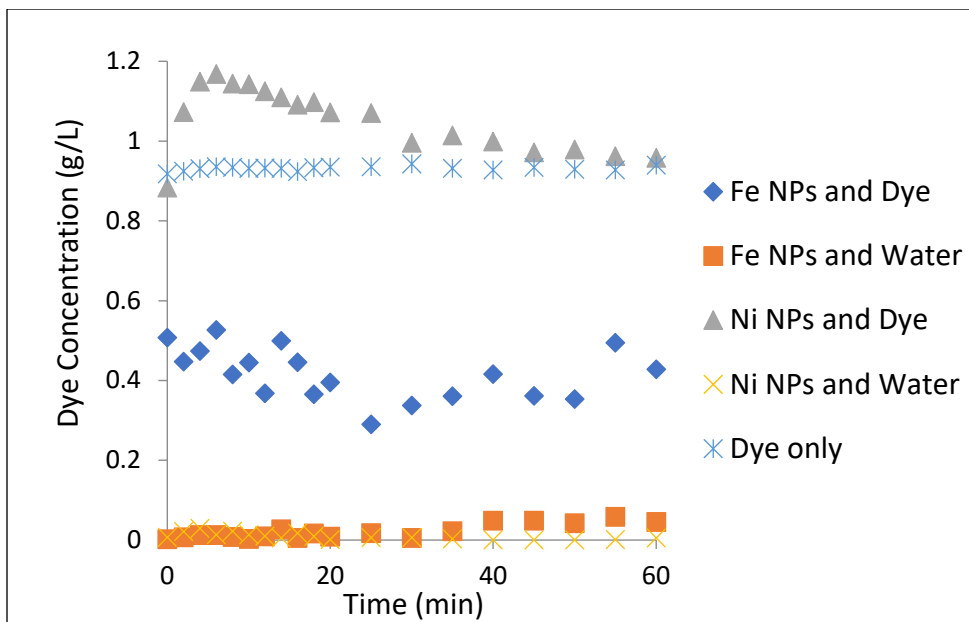 Dye Concentration (g/L)
1.2
1
0.8
0.6
0.4
0.2
0
0
20
40
60
Time (min)
Fe NPs and Dye
Fe NPs and Water
Ni NPs and Dye
Ni NPs and Water
Dye only